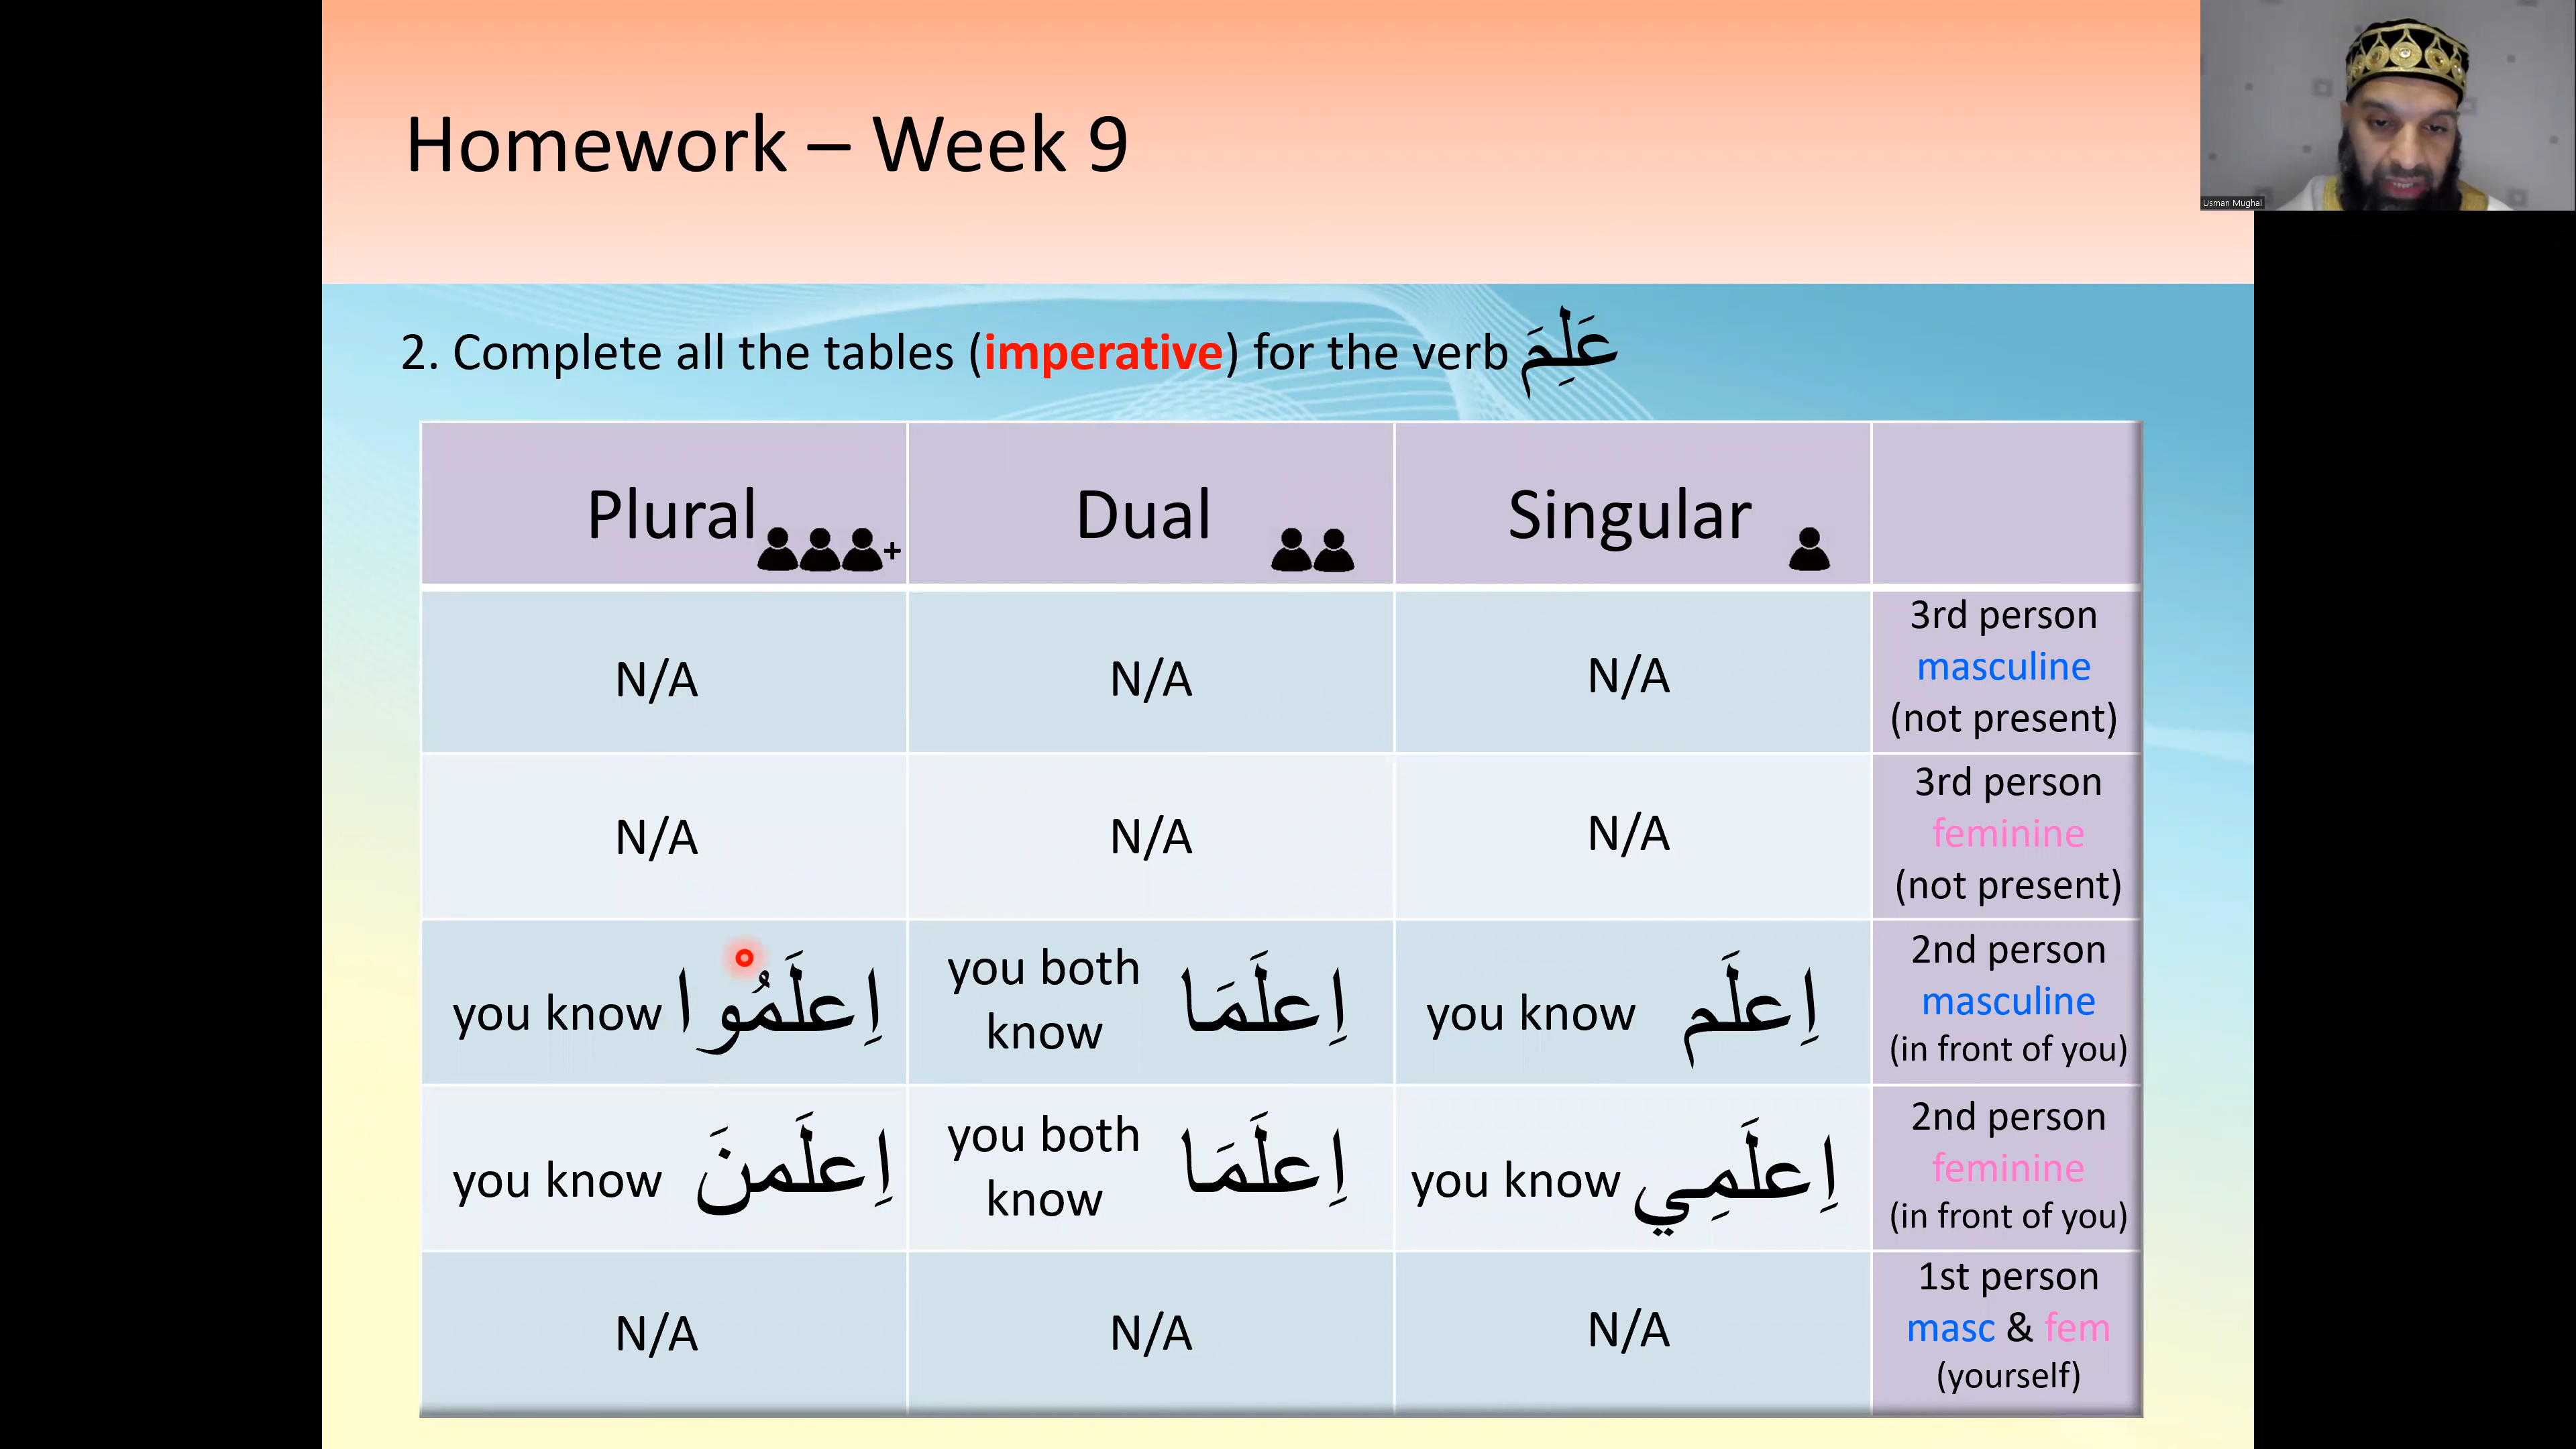 Homework – Week 9
Usman Mughal
2. Complete all the tables (imperative) for the verb عَلِمَ
Plural + Dual Singular
N/A N/A N/A 3rd person
masculine
(not present)
N/A N/A N/A 3rd person
feminine
(not present)
you know اِعلَمُوا
you both
know اِعلَمَا
you know اِعلَم
2nd person
masculine
(in front of you)
you know اِعلَمنَ
you both
know اِعلَمَا
you know اِعلَمِي
2nd person
feminine
(in front of you)
N/A N/A N/A 1st person
masc & fem
(yourself)